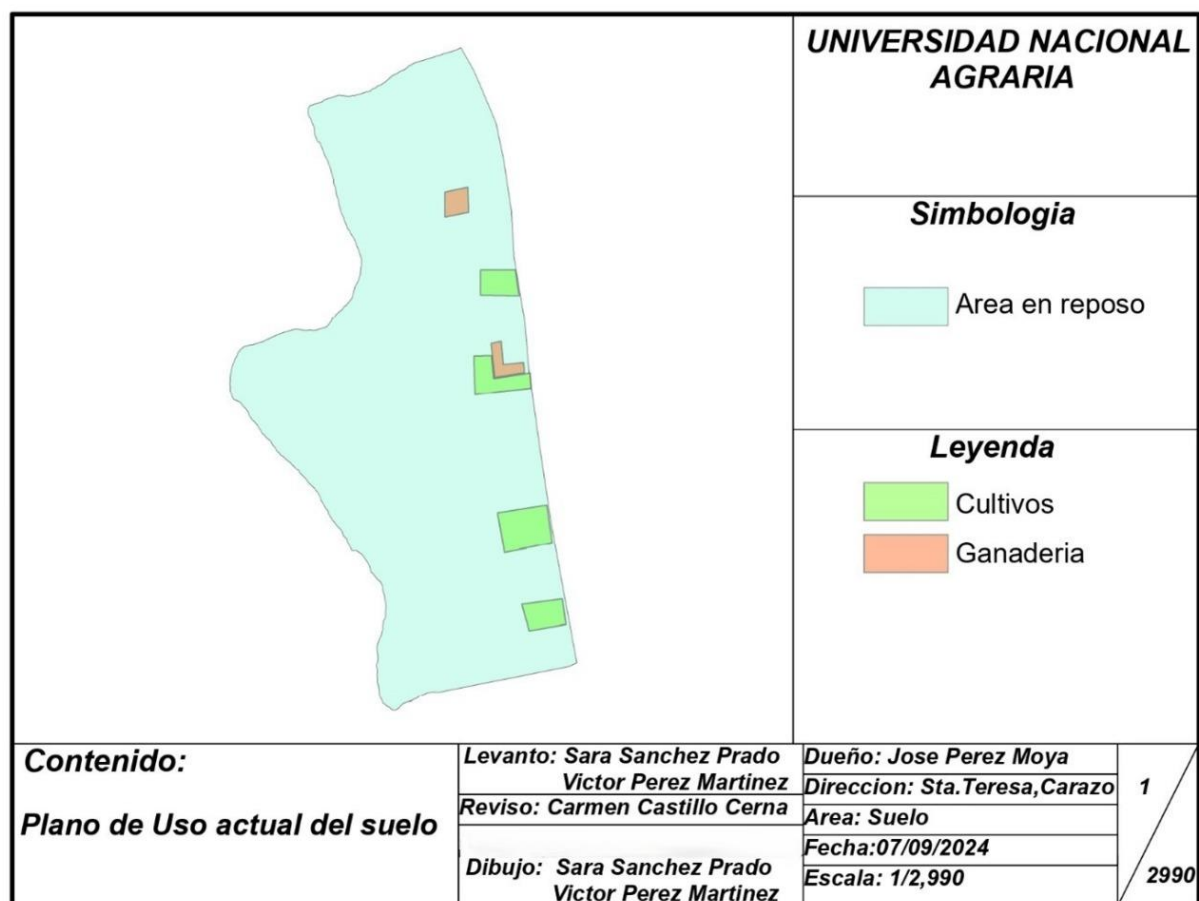 UNIVERSIDAD NACIONAL
AGRARIA
Simbologia
Area en reposo
Leyenda
Cultivos
Ganaderia
Contenido:
Plano de Uso actual del suelo
Levanto: Sara Sanchez Prado
Victor Perez Martinez
Reviso: Carmen Castillo Cerna
Dibujo: Sara Sanchez Prado
Victor Perez Martinez
Dueño: Jose Perez Moya
Direccion: Sta.Teresa,Carazo
Area: Suelo
Fecha:07/09/2024
Escala: 1/2,990
1
2990